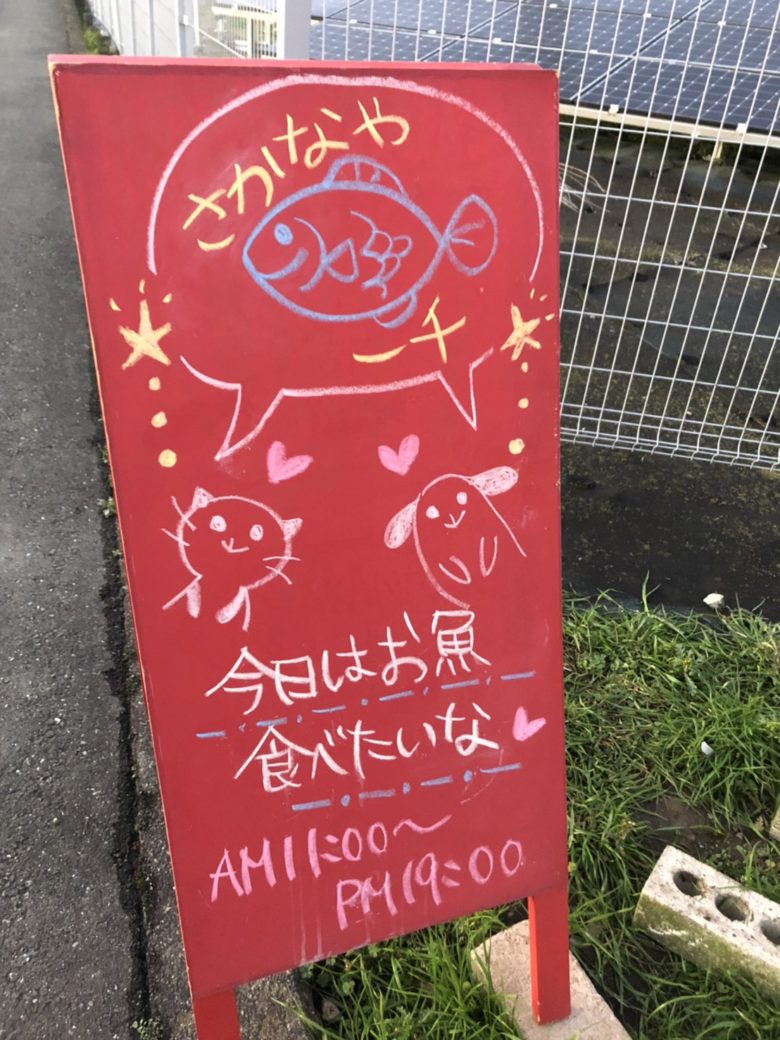 さかなや
一千
今日はお魚
食べたいな
AM11:00〜
PM19:00